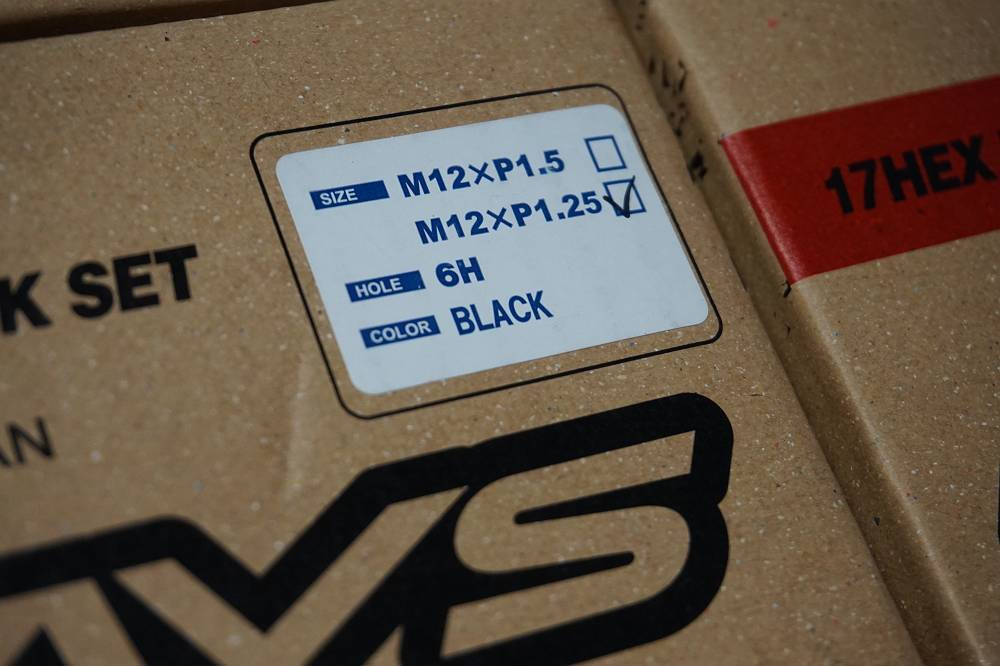 SIZE M12×P1.5
M12×P1.25
HOLE 6H
COLOR BLACK
K SET
AN
17HEX